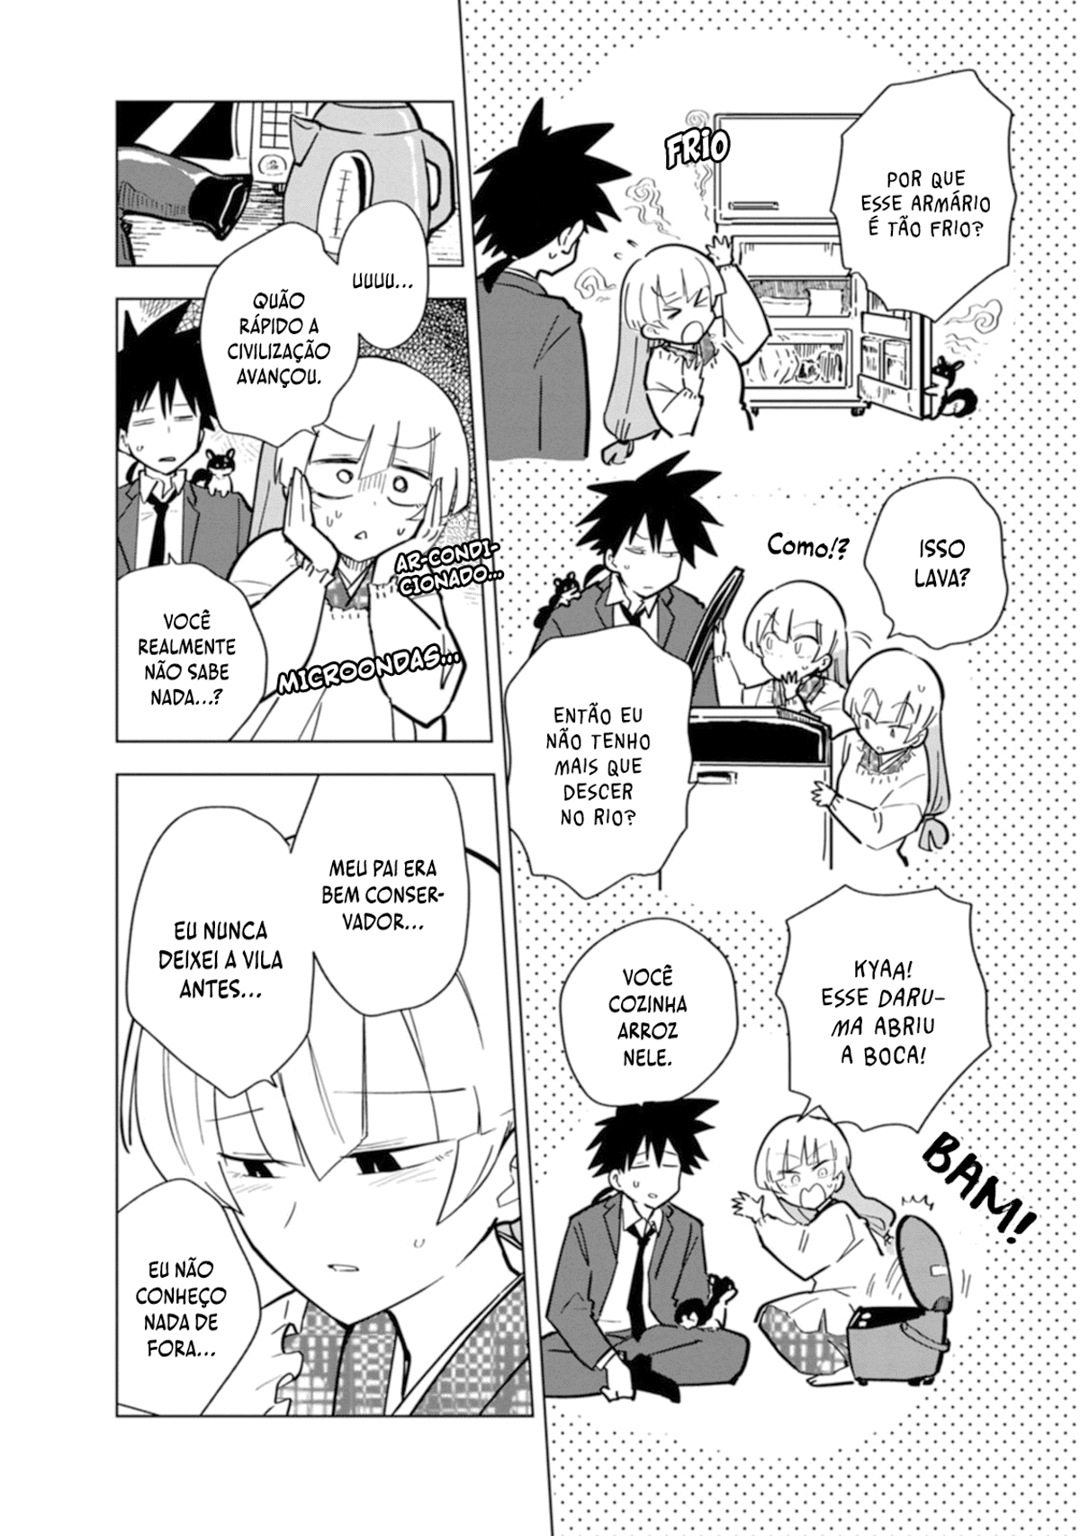 POR QUE
ESSE ARMÁRIO
É TÃO FRIO?
FRIO
ISSO
LAVA?
Como!?
ENTÃO EU
NÃO TENHO
MAIS QUE
DESCER
NO RIO?
KYAA!
ESSE DARU-
MA ABRIU
A BOCA!
VOCÊ
COZINHA
ARROZ
NELE.
BAM!
UUUU...
QUÃO
RÁPIDO A
CIVILIZAÇÃO
AVANÇOU.
AR-CONDI-
CIONADO...
MICROONDAS...
VOCÊ
REALMENTE
NÃO SABE
NADA...?
MEU PAI ERA
BEM CONSER-
VADOR...
EU NUNCA
DEIXEI A VILA
ANTES...
EU NÃO
CONHEÇO
NADA DE
FORA...